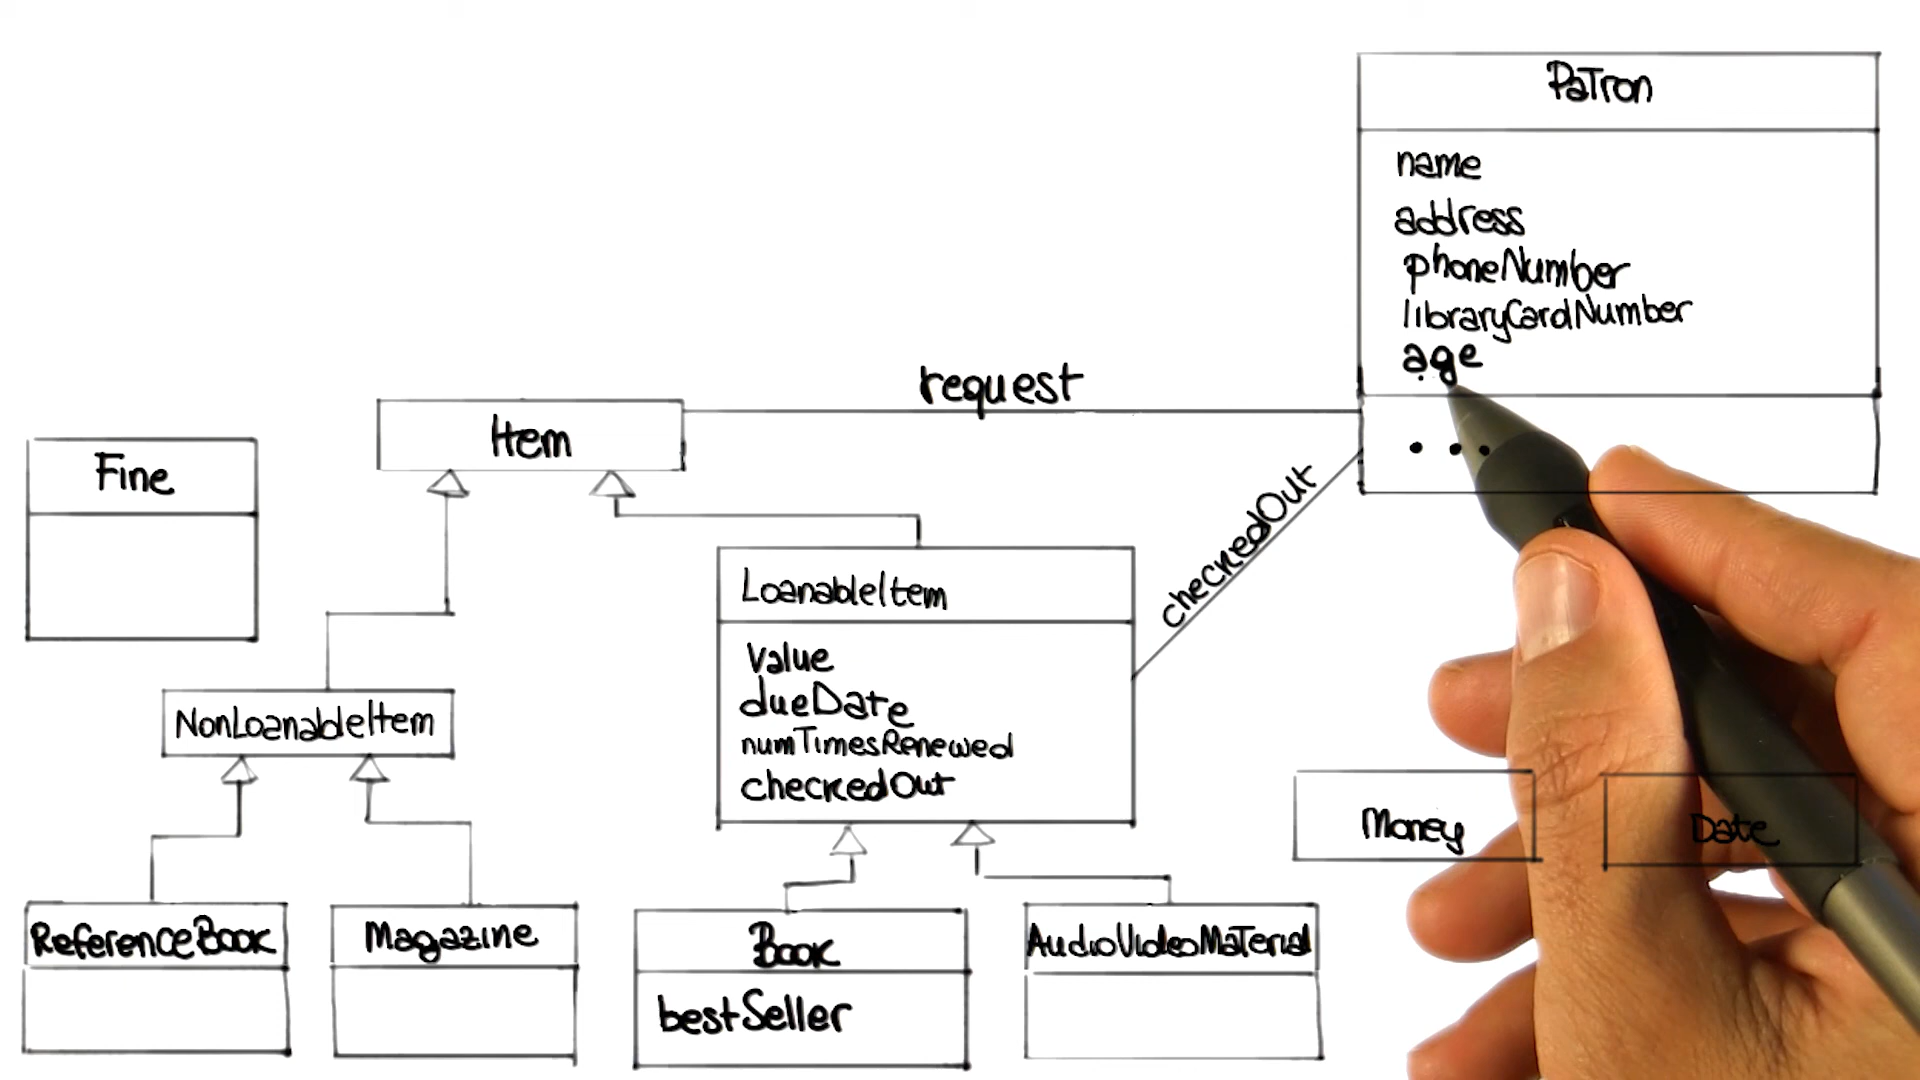 Patron
name
address
phoneNumber
libraryCardNumber
age
...
request
Item
Fine
checkedOut
LoanableItem
Value
dueDate
numTimesRenewed
checkedOut
NonLoanableItem
Money
Date
ReferenceBook
Magazine
Book
bestSeller
AudioVideoMaterial